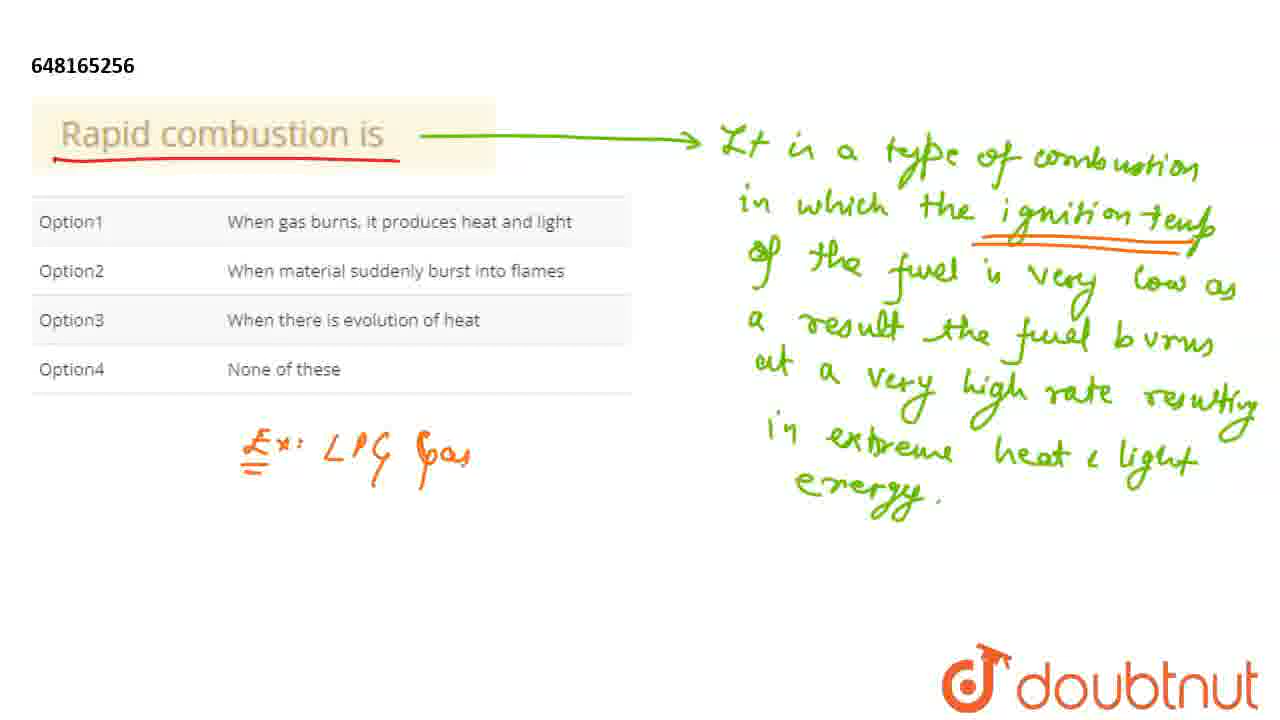 648165256
Rapid combustion is
Option1 When gas burns, it produces heat and light
Option2 When material suddenly burst into flames
Option3 When there is evolution of heat
Option4 None of these
Ex: LPG Gas
It is a type of combustion
in which the ignition temp
of the fuel is very low as
a result the fuel burns
at a very high rate resulting
in extreme heat & light
energy.
doubtnut